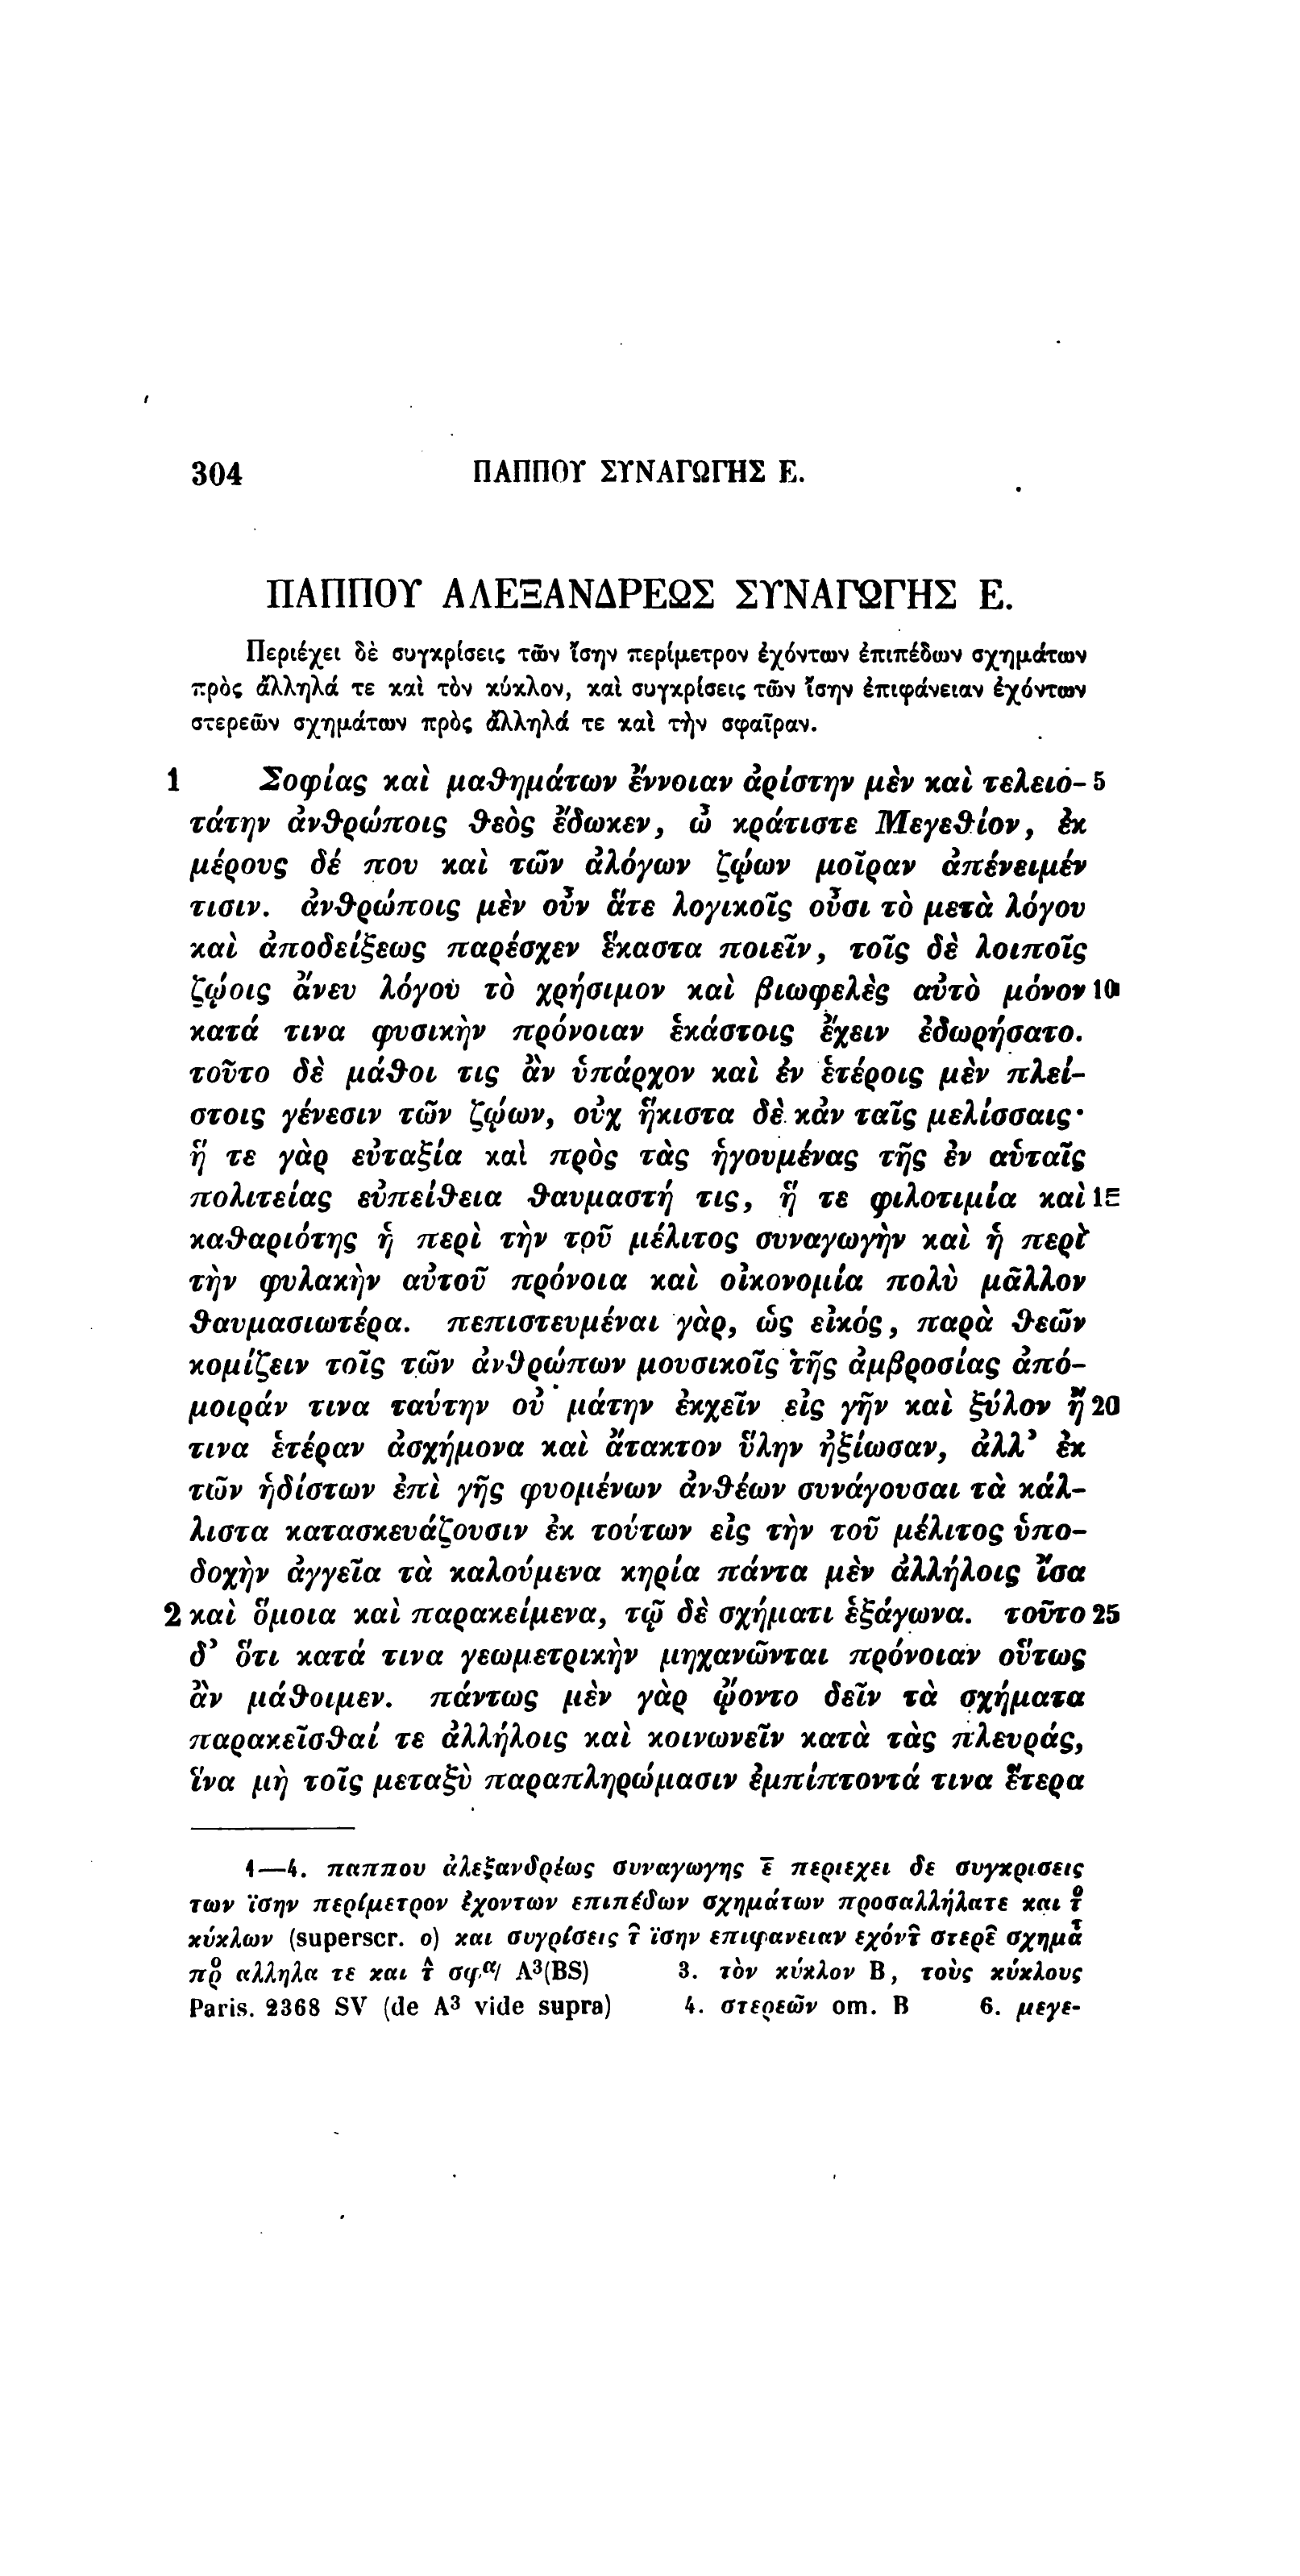 304 ΠΑΠΠΟΥ ΣΥΝΑΓΩΓΗΣ Ε.
ΠΑΠΠΟΥ ΑΛΕΞΑΝΔΡΕΩΣ ΣΥΝΑΓΩΓΗΣ Ε.
Περιέχει δὲ συγκρίσεις τῶν ἴσην περίμετρον ἐχόντων ἐπιπέδων σχημάτων
πρὸς ἄλληλά τε καὶ τὸν κύκλον, καὶ συγκρίσεις τῶν ἴσην ἐπιφάνειαν ἐχόντων
στερεῶν σχημάτων πρὸς ἄλληλά τε καὶ τὴν σφαῖραν.
1 Σοφίας καὶ μαθημάτων ἔννοιαν ἀρίστην μὲν καὶ τελειο- 5
τάτην ἀνθρώποις θεὸς ἔδωκεν, ὦ κράτιστε Μεγεθίον, ἐκ
μέρους δέ που καὶ τῶν ἀλόγων ζῴων μοῖραν ἀπένειμέν
τισιν. ἀνθρώποις μὲν οὖν ἅτε λογικοῖς οὖσι τὸ μετὰ λόγου
καὶ ἀποδείξεως παρέσχεν ἕκαστα ποιεῖν, τοῖς δὲ λοιποῖς
ζῴοις ἄνευ λόγου τὸ χρήσιμον καὶ βιωφελὲς αὐτὸ μόνον 10
κατά τινα φυσικὴν πρόνοιαν ἑκάστοις ἔχειν ἐδωρήσατο.
τοῦτο δὲ μάθοι τις ἂν ὑπάρχον καὶ ἐν ἑτέροις μὲν πλεί-
στοις γένεσιν τῶν ζῴων, οὐχ ἥκιστα δὲ κἀν ταῖς μελίσσαις·
ἥ τε γὰρ εὐταξία καὶ πρὸς τὰς ἡγουμένας τῆς ἐν αὑταῖς
πολιτείας εὐπείθεια θαυμαστή τις, ἥ τε φιλοτιμία καὶ 15
καθαριότης ἡ περὶ τὴν τοῦ μέλιτος συναγωγὴν καὶ ἡ περὶ
τὴν φυλακὴν αὐτοῦ πρόνοια καὶ οἰκονομία πολὺ μᾶλλον
θαυμασιωτέρα. πεπιστευμέναι γὰρ, ὡς εἰκός, παρὰ θεῶν
κομίζειν τοῖς τῶν ἀνθρώπων μουσικοῖς τῆς ἀμβροσίας ἀπό-
μοιράν τινα ταύτην οὐ μάτην ἐκχεῖν εἰς γῆν καὶ ξύλον ἤ 20
τινα ἑτέραν ἀσχήμονα καὶ ἄτακτον ὕλην ἠξίωσαν, ἀλλ’ ἐκ
τῶν ἡδίστων ἐπὶ γῆς φυομένων ἀνθέων συνάγουσαι τὰ κάλ-
λιστα κατασκευάζουσιν ἐκ τούτων εἰς τὴν τοῦ μέλιτος ὑπο-
δοχὴν ἀγγεῖα τὰ καλούμενα κηρία πάντα μὲν ἀλλήλοις ἴσα
2 καὶ ὅμοια καὶ παρακείμενα, τῷ δὲ σχήματι ἑξάγωνα. τοῦτο 25
δ’ ὅτι κατά τινα γεωμετρικὴν μηχανῶνται πρόνοιαν οὕτως
ἂν μάθοιμεν. πάντως μὲν γὰρ ᾤοντο δεῖν τὰ σχήματα
παρακεῖσθαί τε ἀλλήλοις καὶ κοινωνεῖν κατὰ τὰς πλευράς,
ἵνα μὴ τοῖς μεταξὺ παραπληρώμασιν ἐμπίπτοντά τινα ἕτερα
1—4. παππου ἀλεξανδρέως συναγωγης ε̄ περιεχει δε συγκρισεις
των ϊσην περίμετρον ἐχοντων επιπέδων σχημάτων προσαλλήλατε και
κύκλων (superscr. ο) και συγρίσεις ϊσην επιφανειαν
αλληλα τε και A³(BS) 3. τὸν κύκλον B, τοὺς κύκλους
Paris. 2368 SV (de A³ vide supra) 4. στερεῶν om. B 6. μεγε-